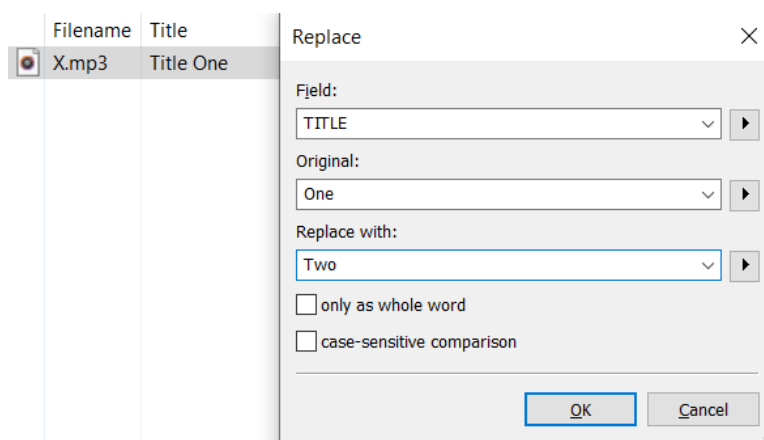 Filename Title
X.mp3 Title One
Replace
Field:
TITLE
Original:
One
Replace with:
Two
only as whole word
case-sensitive comparison
OK Cancel